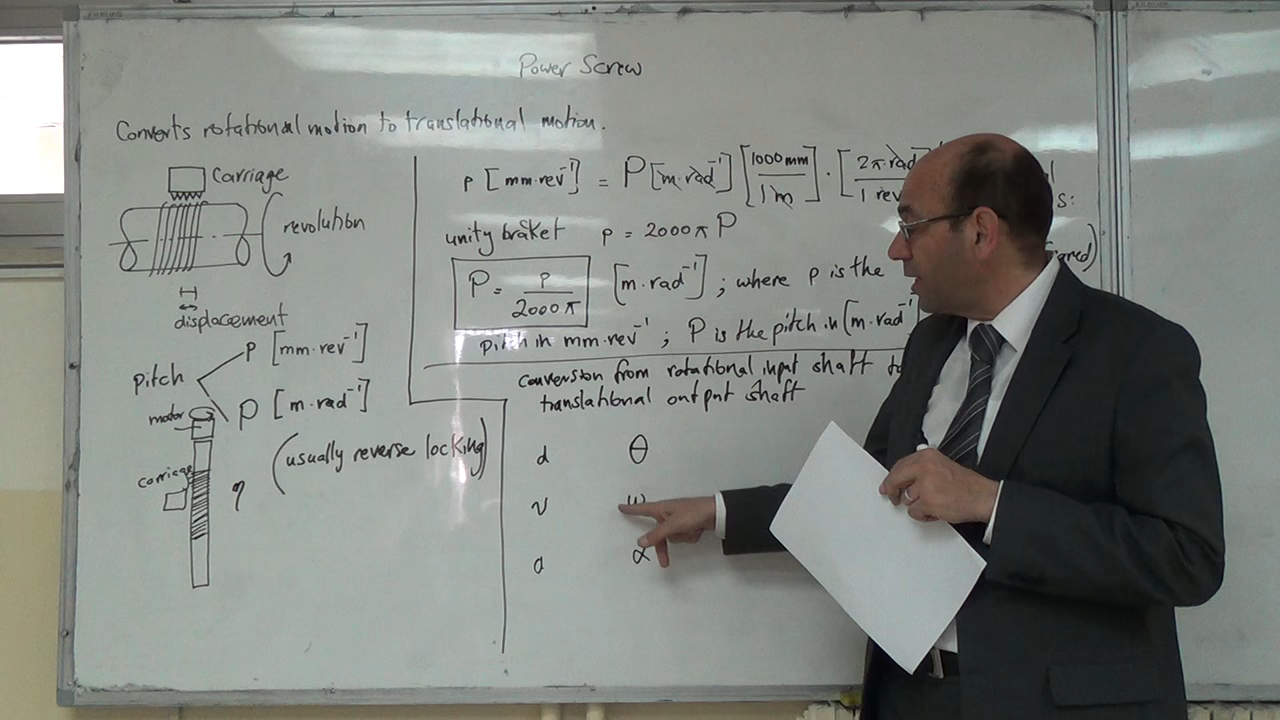 Power Screw
Converts rotational motion to translational motion.
Carriage
revolution
displacement
pitch
p [mm·rev⁻¹]
P [m·rad⁻¹]
motor
carriage
η
(usually reverse locking)
p [mm·rev⁻¹] = P [m·rad⁻¹] [1000 mm / 1 m] · [2π·rad / 1 rev
unity braket p = 2000π P
P = p / 2000π [m·rad⁻¹] ; where p is the
pitch in mm·rev⁻¹ ; P is the pitch in [m·rad⁻¹
s:
conversion from rotational input shaft to
translational output shaft
d θ
v ω
a α